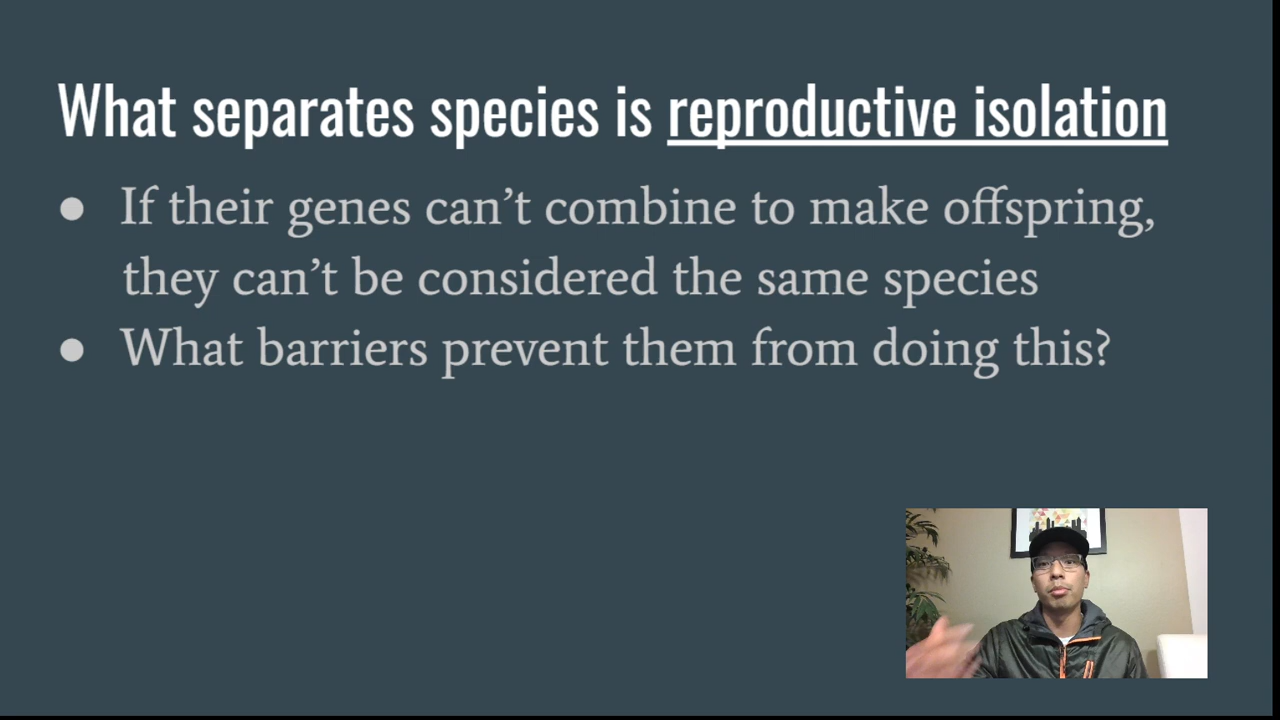 What separates species is reproductive isolation
● If their genes can’t combine to make offspring,
they can’t be considered the same species
● What barriers prevent them from doing this?